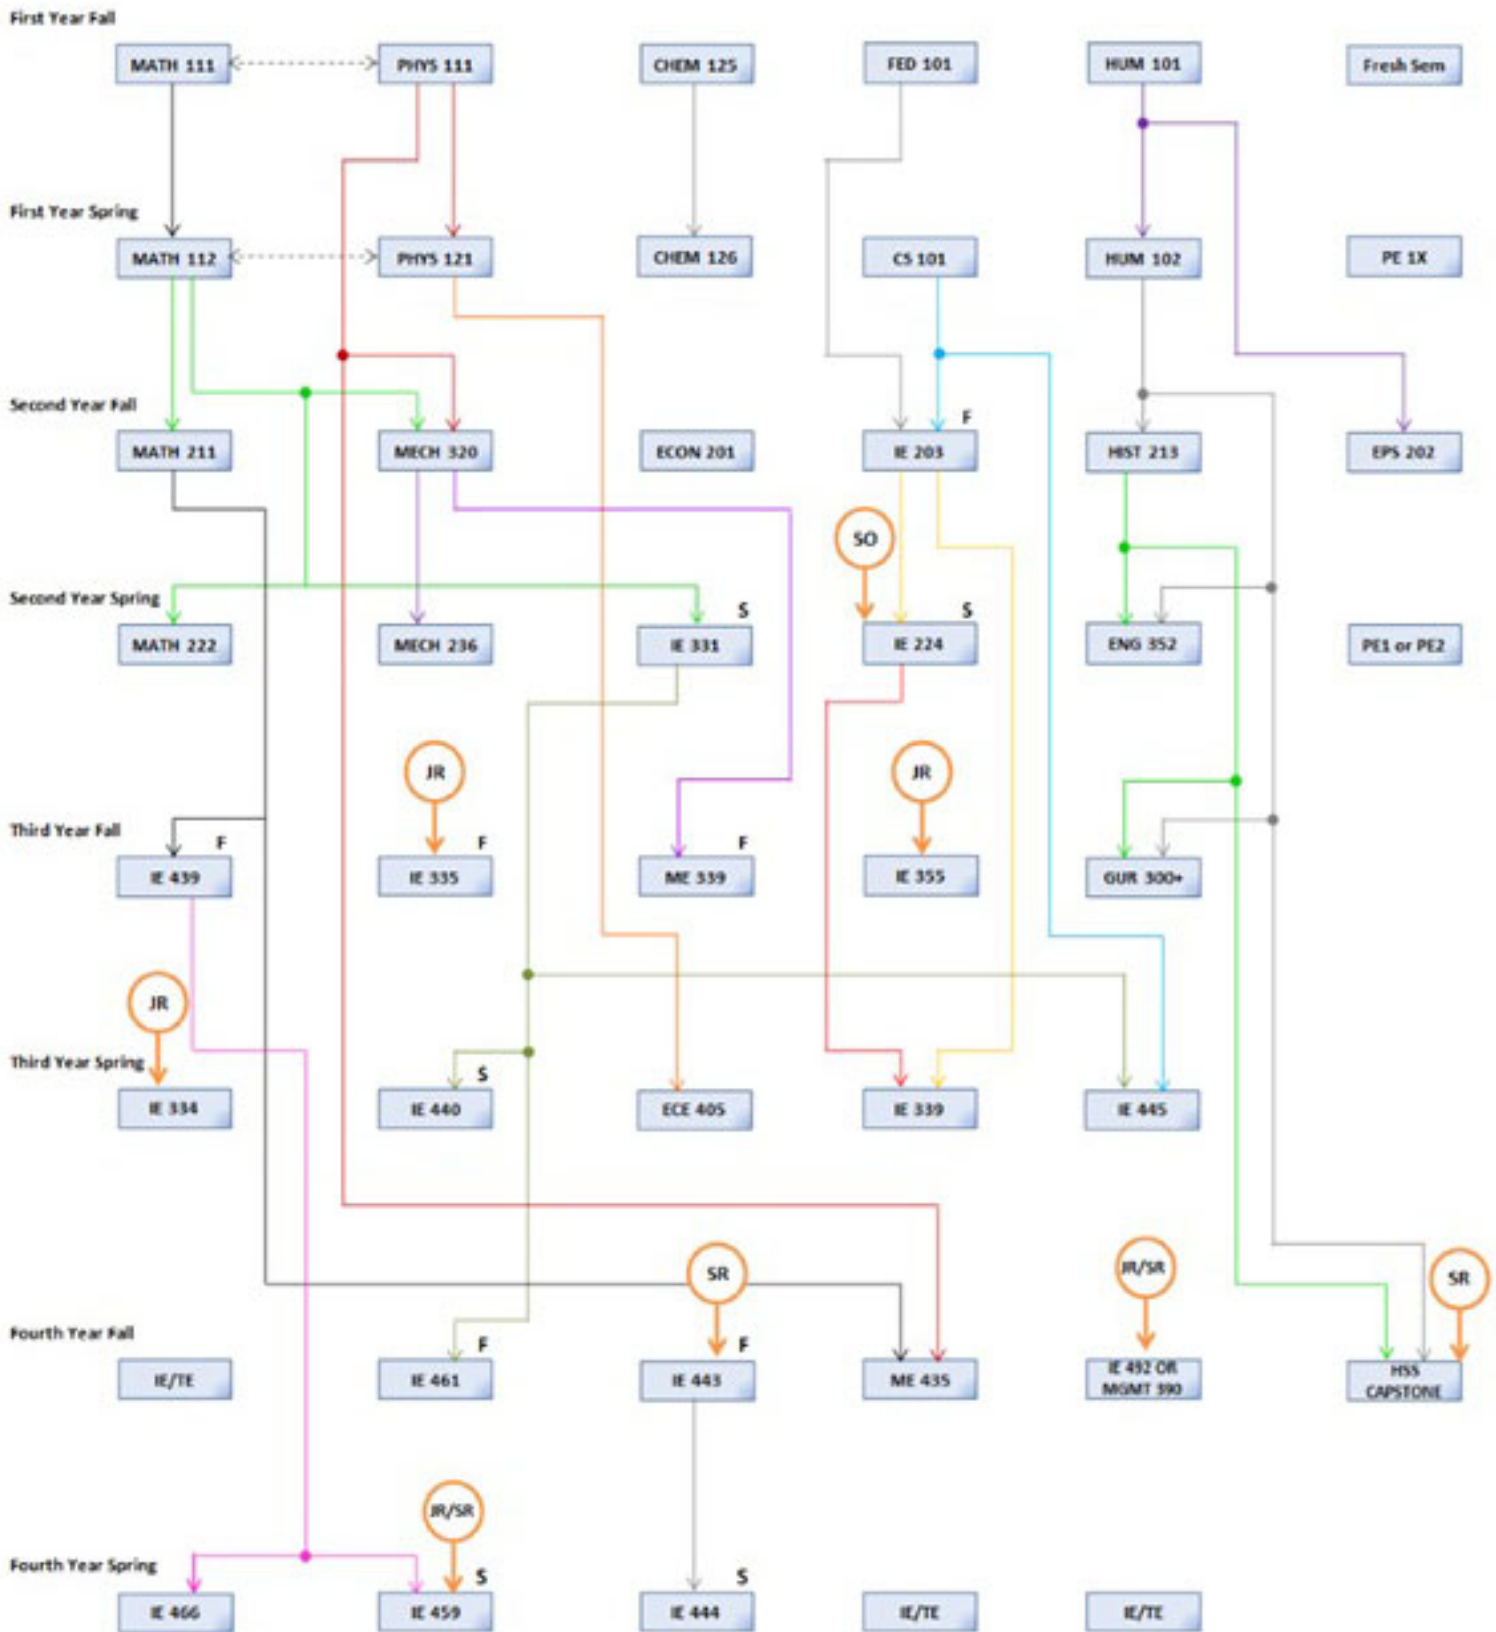 First Year Fall
MATH 111
PHYS 111
CHEM 125
FED 101
HUM 101
Fresh Sem
First Year Spring
MATH 112
PHYS 121
CHEM 126
CS 101
HUM 102
PE 1X
Second Year Fall
F
MATH 211
MECH 320
ECON 201
IE 203
HIST 213
EPS 202
SO
Second Year Spring
S
S
MATH 222
MECH 236
IE 331
IE 224
ENG 352
PE1 or PE2
JR
JR
Third Year Fall
F
F
F
IE 439
IE 335
ME 339
IE 355
GUR 300+
JR
Third Year Spring
S
IE 334
IE 440
ECE 405
IE 339
IE 445
SR
JR/SR
SR
Fourth Year Fall
F
F
IE/TE
IE 461
IE 443
ME 435
IE 492 OR
MGMT 390
HSS
CAPSTONE
JR/SR
Fourth Year Spring
S
S
IE 466
IE 459
IE 444
IE/TE
IE/TE